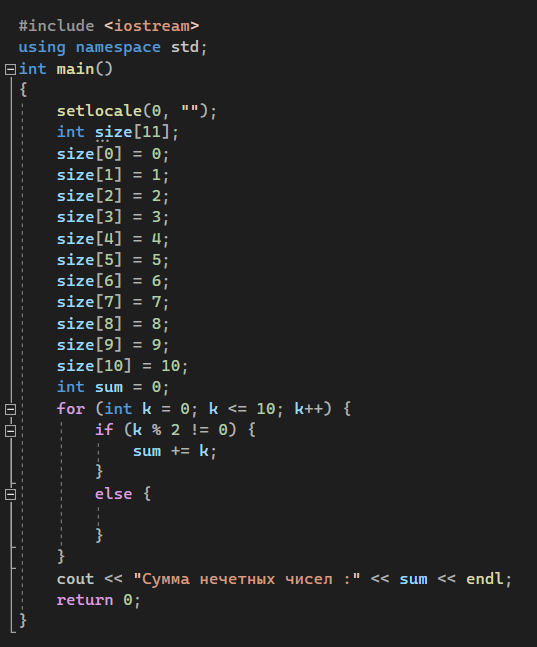 #include <iostream>
using namespace std;
int main()
{
    setlocale(0, "");
    int size[11];
    size[0] = 0;
    size[1] = 1;
    size[2] = 2;
    size[3] = 3;
    size[4] = 4;
    size[5] = 5;
    size[6] = 6;
    size[7] = 7;
    size[8] = 8;
    size[9] = 9;
    size[10] = 10;
    int sum = 0;
    for (int k = 0; k <= 10; k++) {
        if (k % 2 != 0) {
            sum += k;
        }
        else {

        }
    }
    cout << "Сумма нечетных чисел :" << sum << endl;
    return 0;
}